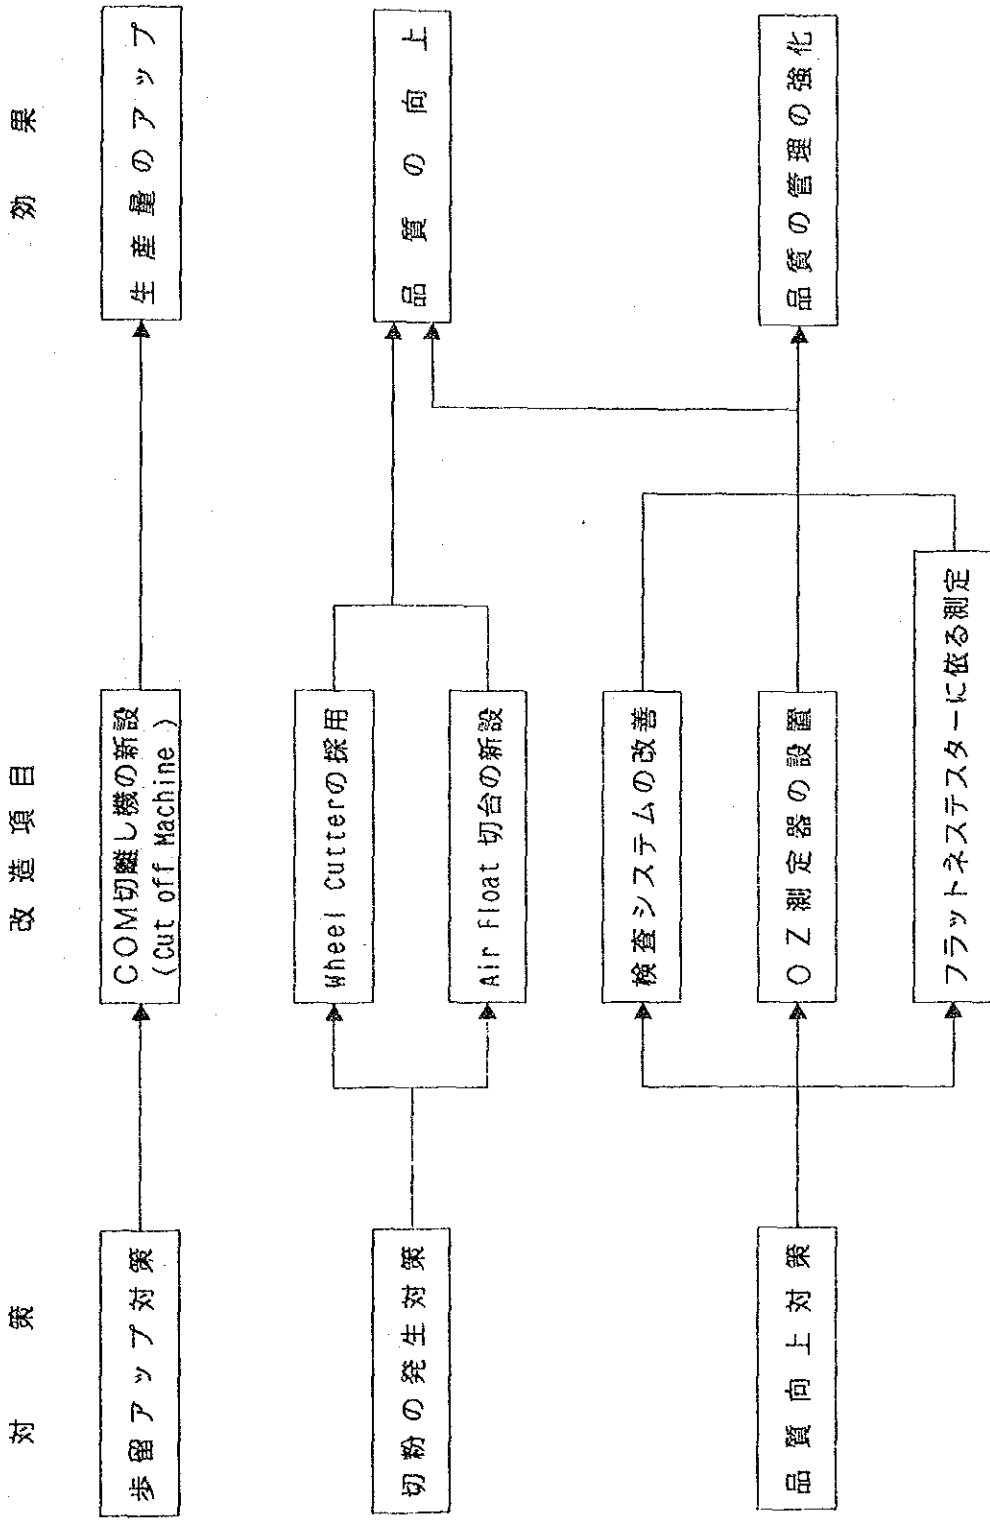 対策
改造項目
効果
歩留アップ対策
COM切離し機の新設
(Cut off Machine)
生産量のアップ
切粉の発生対策
Wheel Cutterの採用
Air Float 切台の新設
品質の向上
品質向上対策
検査システムの改善
OZ測定器の設置
フラットネステスターに依る測定
品質の管理の強化